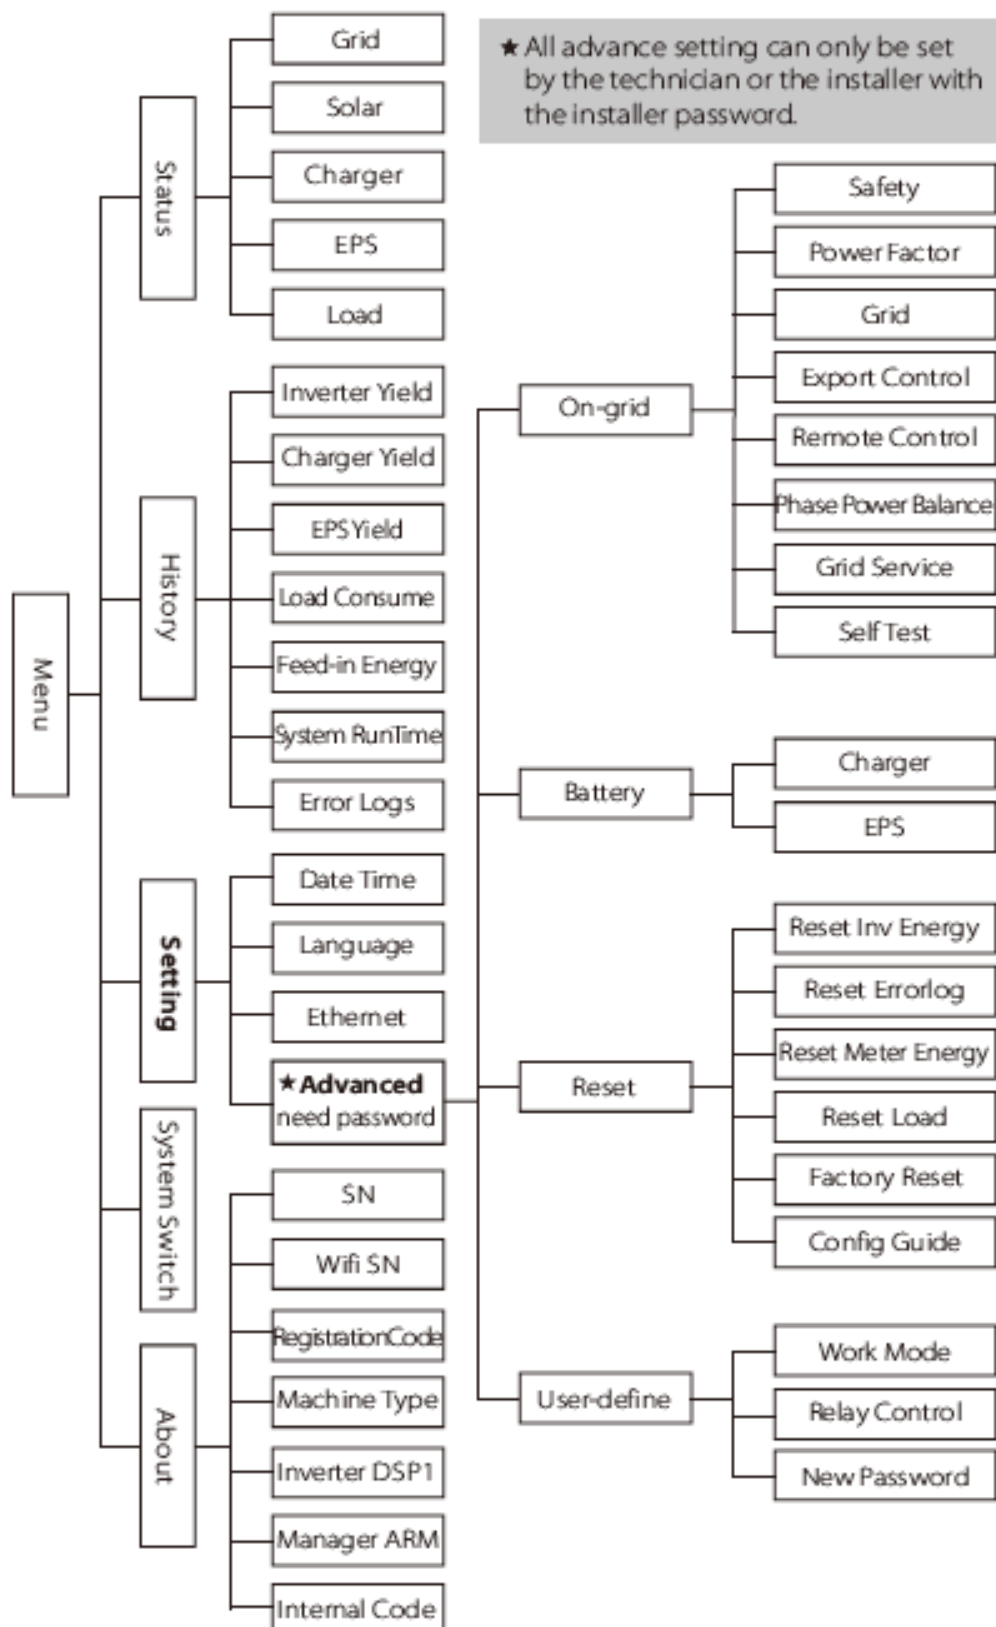 Menu
Status
Grid
Solar
Charger
EPS
Load
History
Inverter Yield
Charger Yield
EPS Yield
Load Consume
Feed-in Energy
System RunTime
Error Logs
Setting
Date Time
Language
Ethernet
★Advanced
need password
System Switch
About
SN
Wifi SN
RegistrationCode
Machine Type
Inverter DSP1
Manager ARM
Internal Code
★ All advance setting can only be set
by the technician or the installer with
the installer password.
On-grid
Safety
Power Factor
Grid
Export Control
Remote Control
Phase Power Balance
Grid Service
Self Test
Battery
Charger
EPS
Reset
Reset Inv Energy
Reset Errorlog
Reset Meter Energy
Reset Load
Factory Reset
Config Guide
User-define
Work Mode
Relay Control
New Password